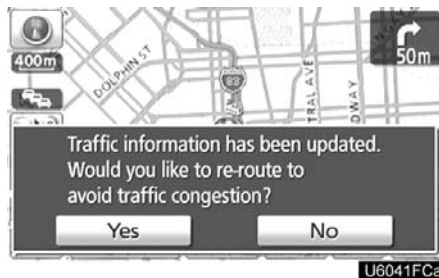 DOLPHIN ST
400m
83
TRAL AVE
DWAY
50m
Traffic information has been updated.
Would you like to re-route to
avoid traffic congestion?
Yes
No
U6041FCa